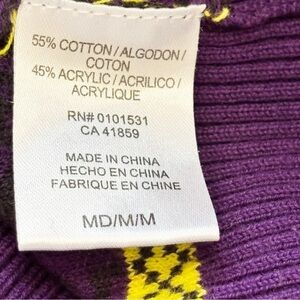 55% COTTON / ALGODON /
COTON
45% ACRYLIC / ACRILICO /
ACRYLIQUE
RN# 0101531
CA 41859
MADE IN CHINA
HECHO EN CHINA
FABRIQUE EN CHINE
MD/M/M